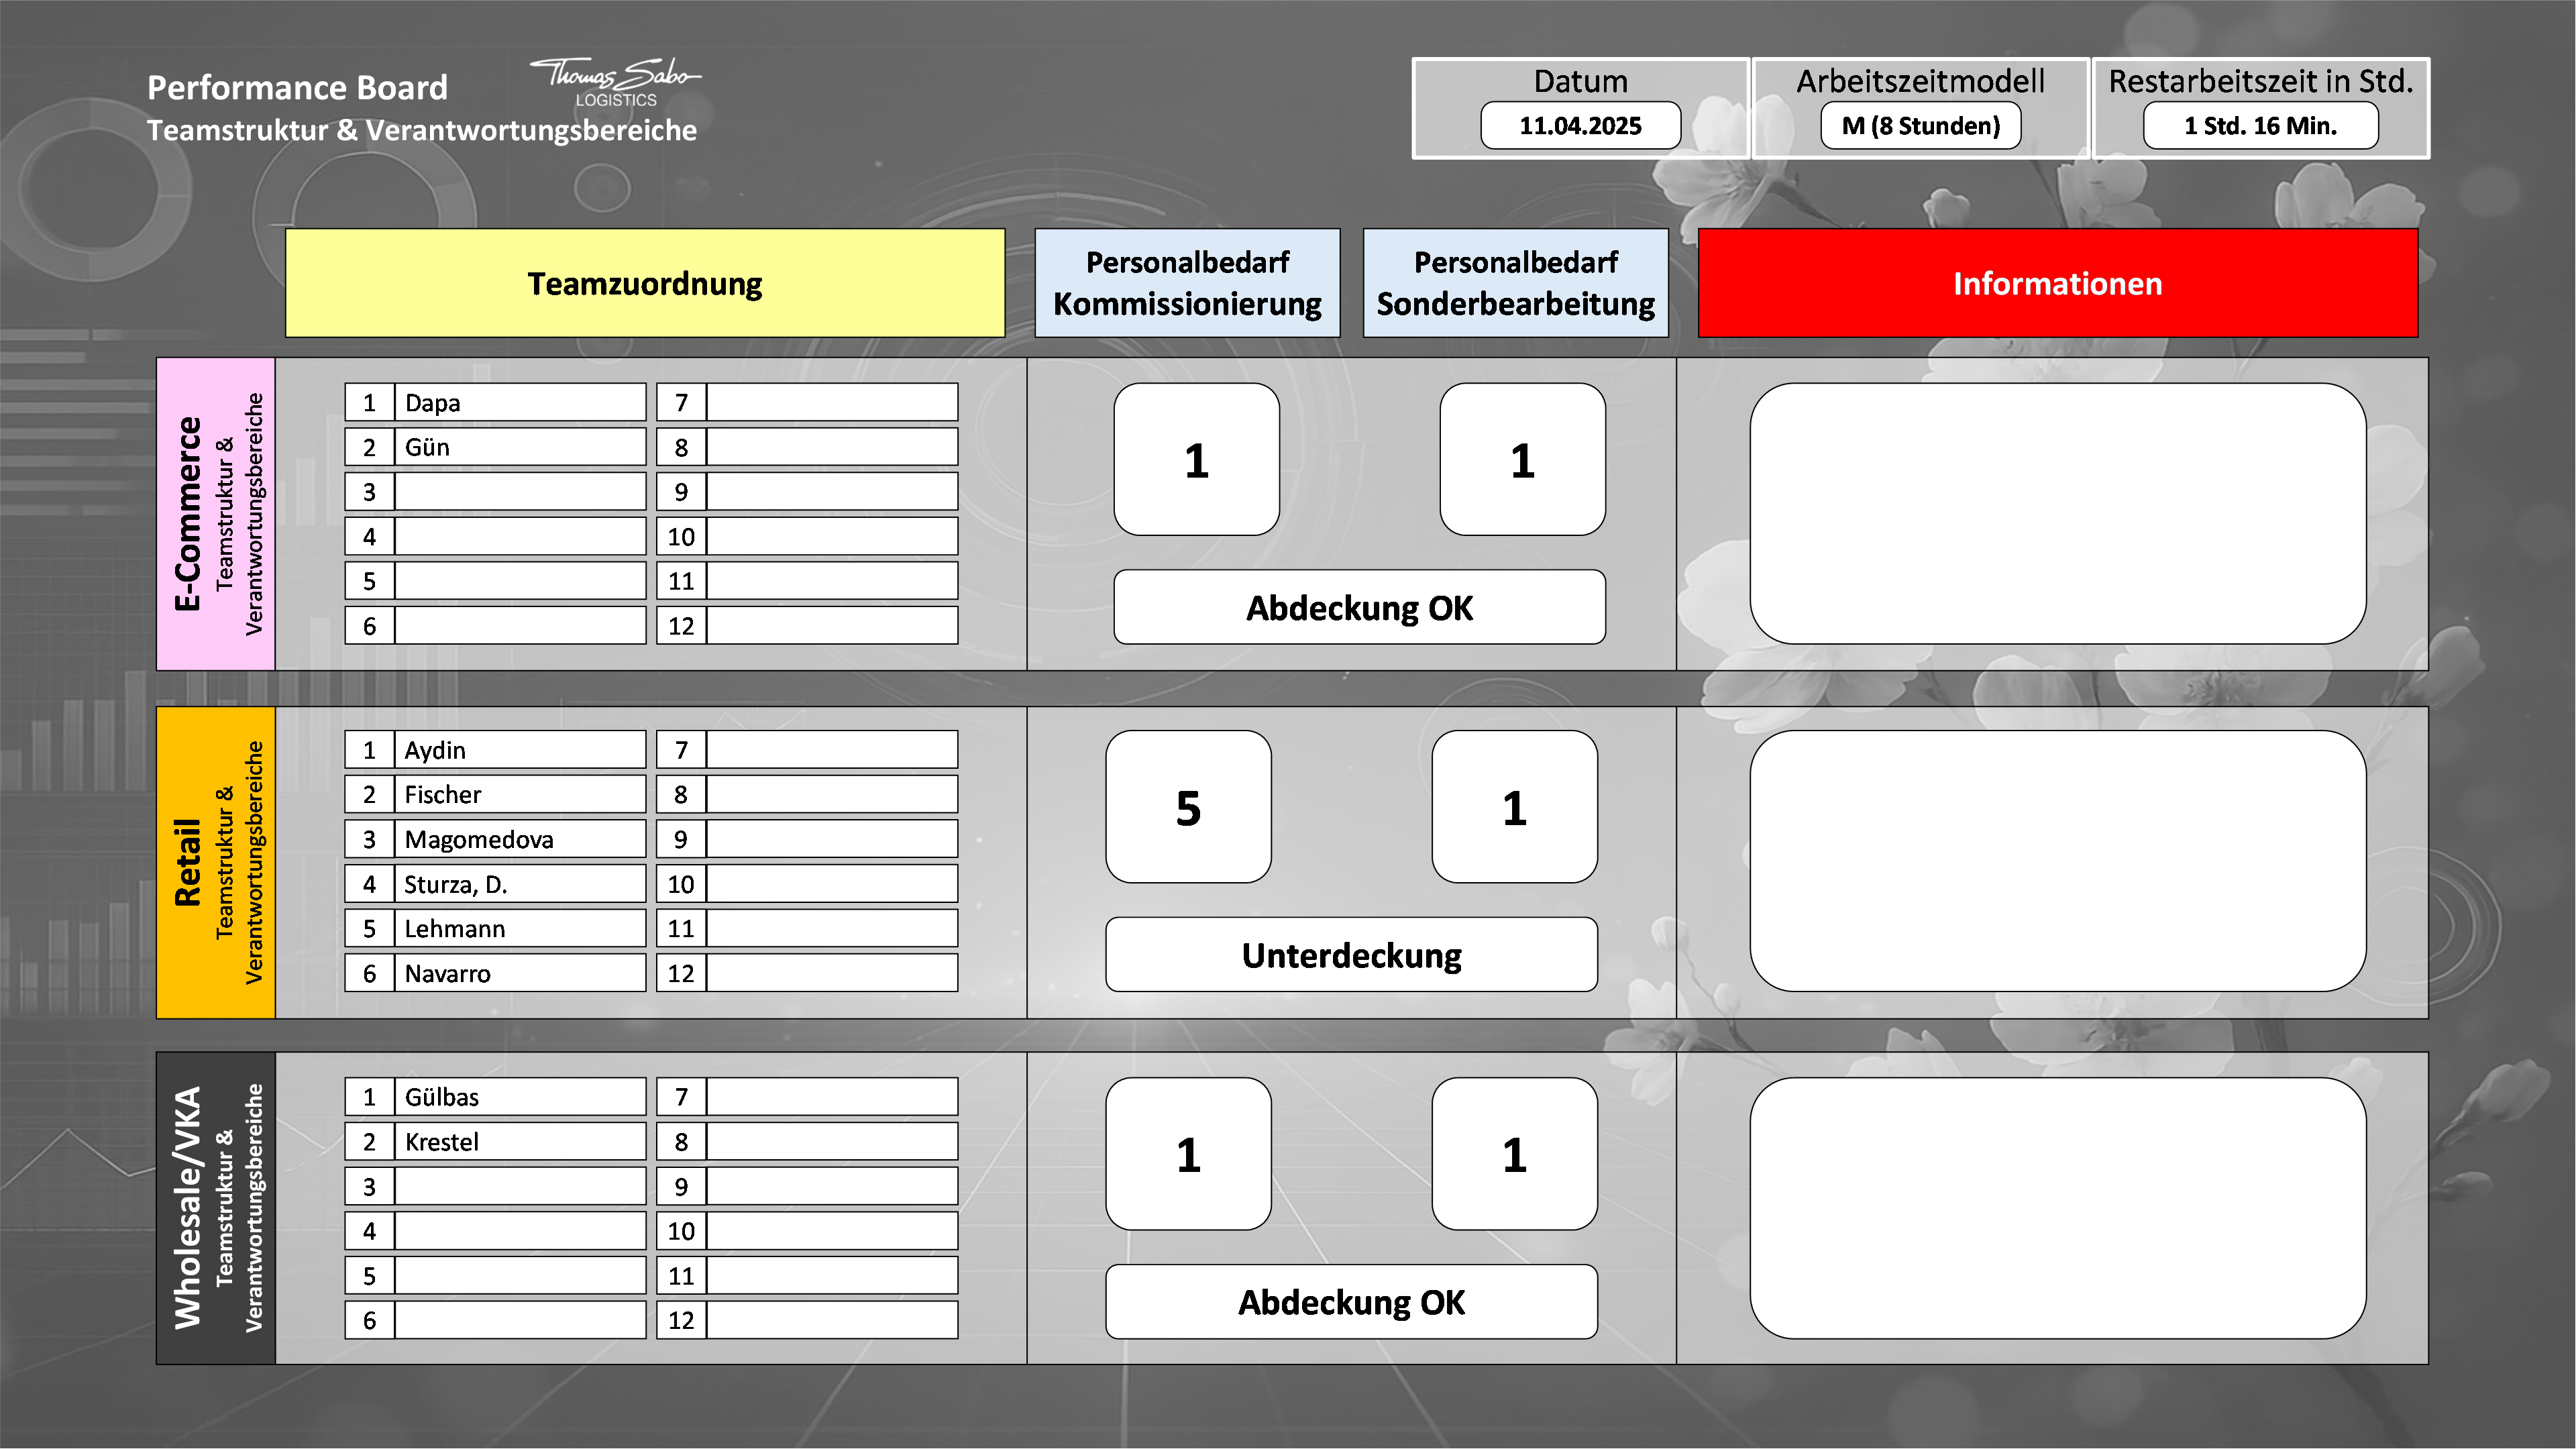 Performance Board
Thomas Sabo
LOGISTICS
Teamstruktur & Verantwortungsbereiche
Datum
11.04.2025
Arbeitszeitmodell
M (8 Stunden)
Restarbeitszeit in Std.
1 Std. 16 Min.
Teamzuordnung
Personalbedarf
Kommissionierung
Personalbedarf
Sonderbearbeitung
Informationen
E-Commerce
Teamstruktur &
Verantwortungsbereiche
1 Dapa 7
2 Gün 8
3 9
4 10
5 11
6 12
1 1
Abdeckung OK
Retail
Teamstruktur &
Verantwortungsbereiche
1 Aydin 7
2 Fischer 8
3 Magomedova 9
4 Sturza, D. 10
5 Lehmann 11
6 Navarro 12
5 1
Unterdeckung
Wholesale/VKA
Teamstruktur &
Verantwortungsbereiche
1 Gülbas 7
2 Krestel 8
3 9
4 10
5 11
6 12
1 1
Abdeckung OK